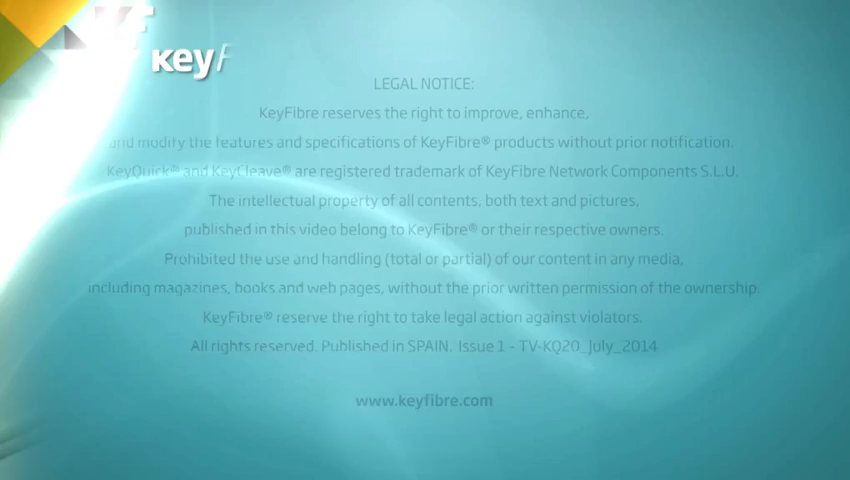 KF
KeyF
LEGAL NOTICE:
KeyFibre reserves the right to improve, enhance,
and modify the features and specifications of KeyFibre® products without prior notification.
KeyQuick® and KeyCleave® are registered trademark of KeyFibre Network Components S.L.U.
The intellectual property of all contents, both text and pictures,
published in this video belong to KeyFibre® or their respective owners.
Prohibited the use and handling (total or partial) of our content in any media,
including magazines, books and web pages, without the prior written permission of the ownership.
KeyFibre® reserve the right to take legal action against violators.
All rights reserved. Published in SPAIN. Issue 1 - TV-KQ20_July_2014
www.keyfibre.com